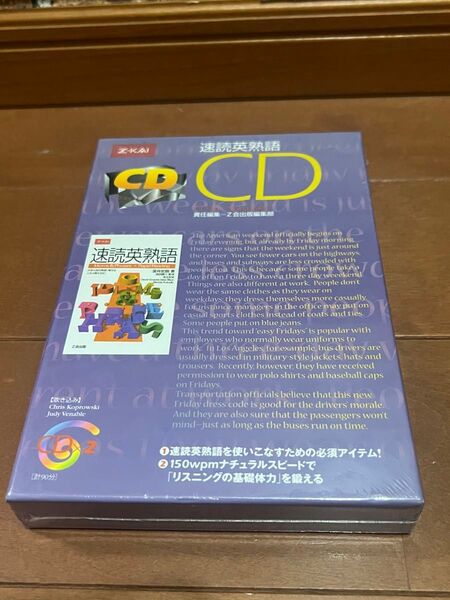 Z-KAI
速読英熟語
CD
CD
責任編集―Z会出版編集部
the weekend is just
速読英熟語
Z会出版
The American weekend officially begins on
Friday evening, but already by Friday morning
there are signs that the weekend is just around
the corner. You see fewer cars on the highways,
and buses and subways are less crowded with
people. This is because some people take
day off on Friday to have a long weekend
Things are also different at work. People don't
wear the same clothes as they wear on
weekdays; they dress themselves more casually.
For instance, managers in the office may put on
casual sports clothes instead of coats and ties.
Some people put on blue jeans.
This trend toward 'easy Fridays' is popular with
employees who normally wear uniforms to
work. In Los Angeles, for example, bus drivers are
usually dressed in military-style jackets, hats and
trousers. Recently, however, they have received
permission to wear polo shirts and baseball caps
on Fridays.
Transportation officials believe that this new
Friday dress code is good for the drivers' morale.
And they are also sure that the passengers won't
mind—just as long as the buses run on time.
【吹き込み】
Chris Koprowski
Judy Venable
CD×2
[計90分]
❶速読英熟語を使いこなすための必須アイテム!
❷150wpmナチュラルスピードで
「リスニングの基礎体力」を鍛える